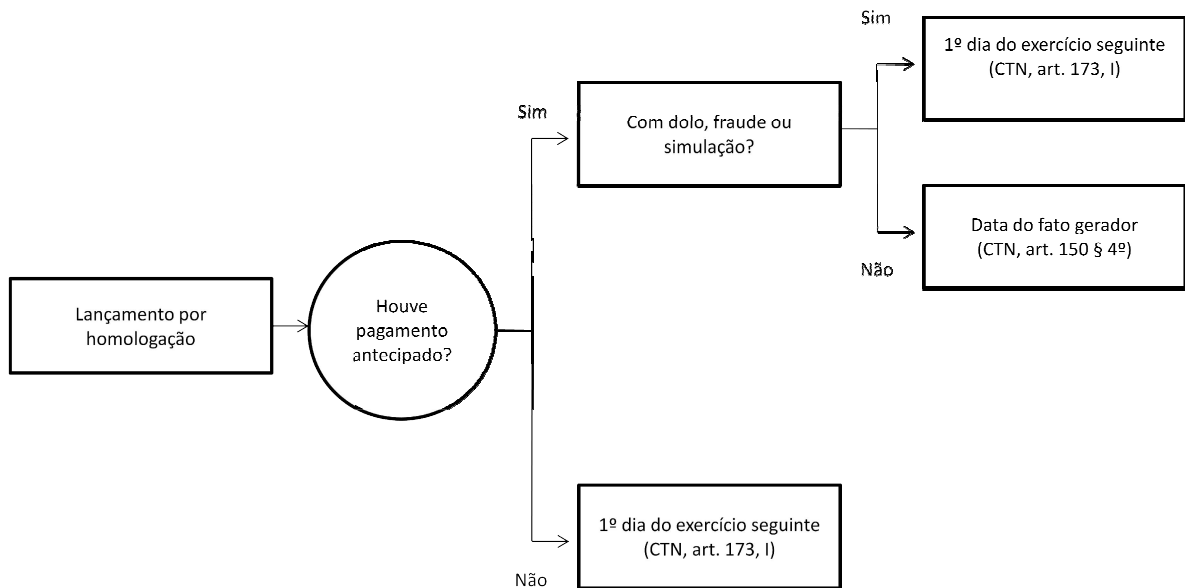 Lançamento por
homologação
Houve
pagamento
antecipado?
Sim
Com dolo, fraude ou
simulação?
Sim
1º dia do exercício seguinte
(CTN, art. 173, I)
Não
Data do fato gerador
(CTN, art. 150 § 4º)
Não
1º dia do exercício seguinte
(CTN, art. 173, I)